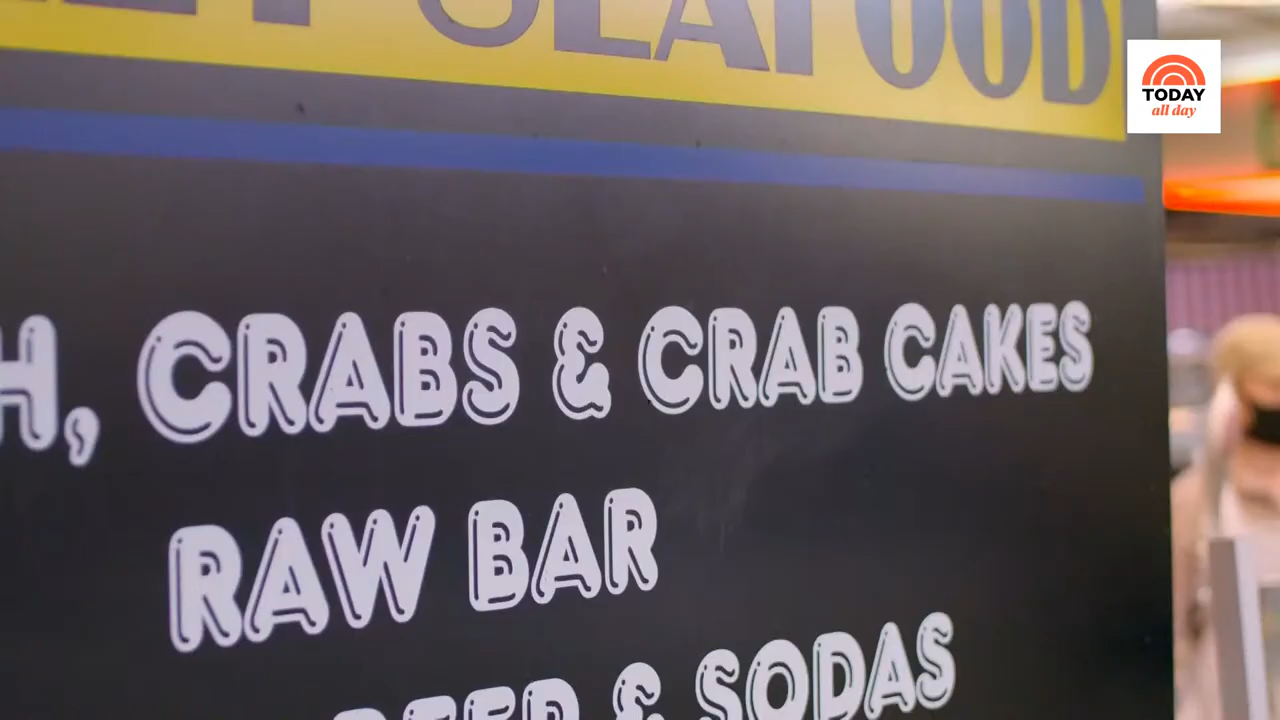 SEAFOOD
TODAY
all day
H, CRABS & CRAB CAKES
RAW BAR
& SODAS